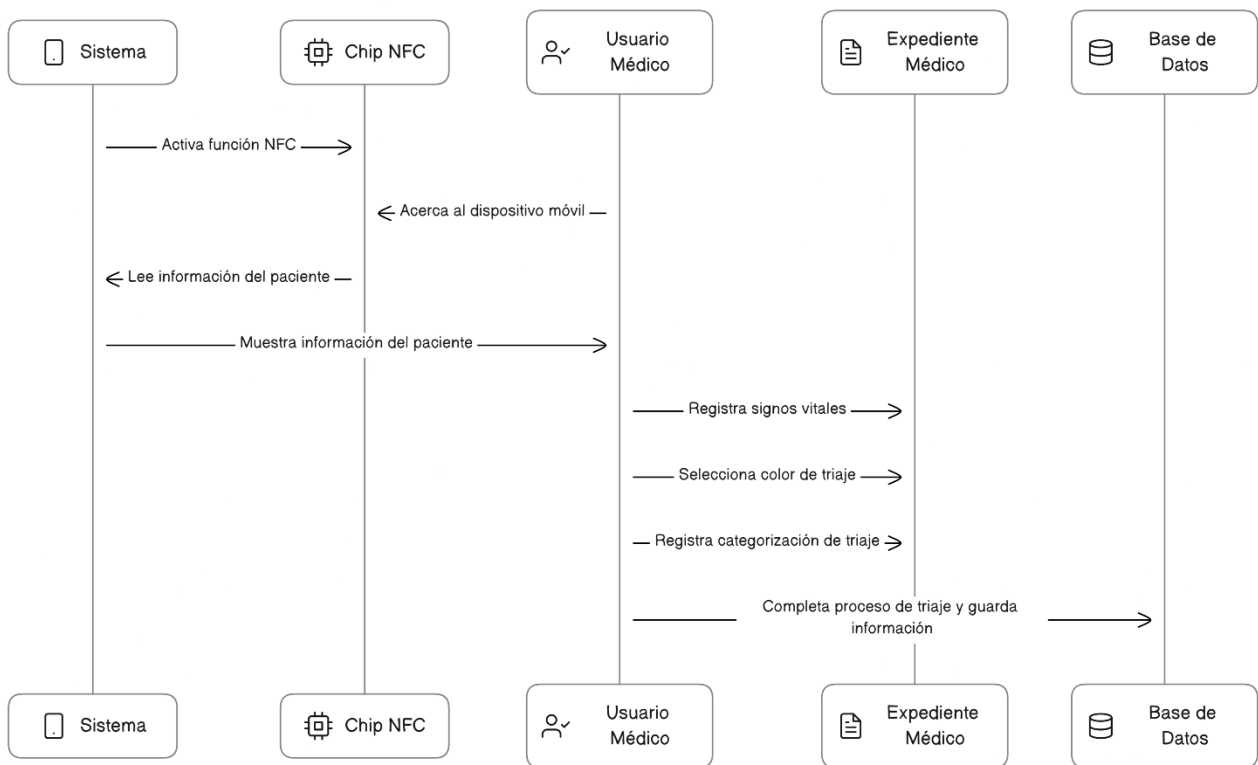 Sistema
Chip NFC
Usuario
Médico
Expediente
Médico
Base de
Datos
Activa función NFC
Acerca al dispositivo móvil
Lee información del paciente
Muestra información del paciente
Registra signos vitales
Selecciona color de triaje
Registra categorización de triaje
Completa proceso de triaje y guarda
información
Sistema
Chip NFC
Usuario
Médico
Expediente
Médico
Base de
Datos